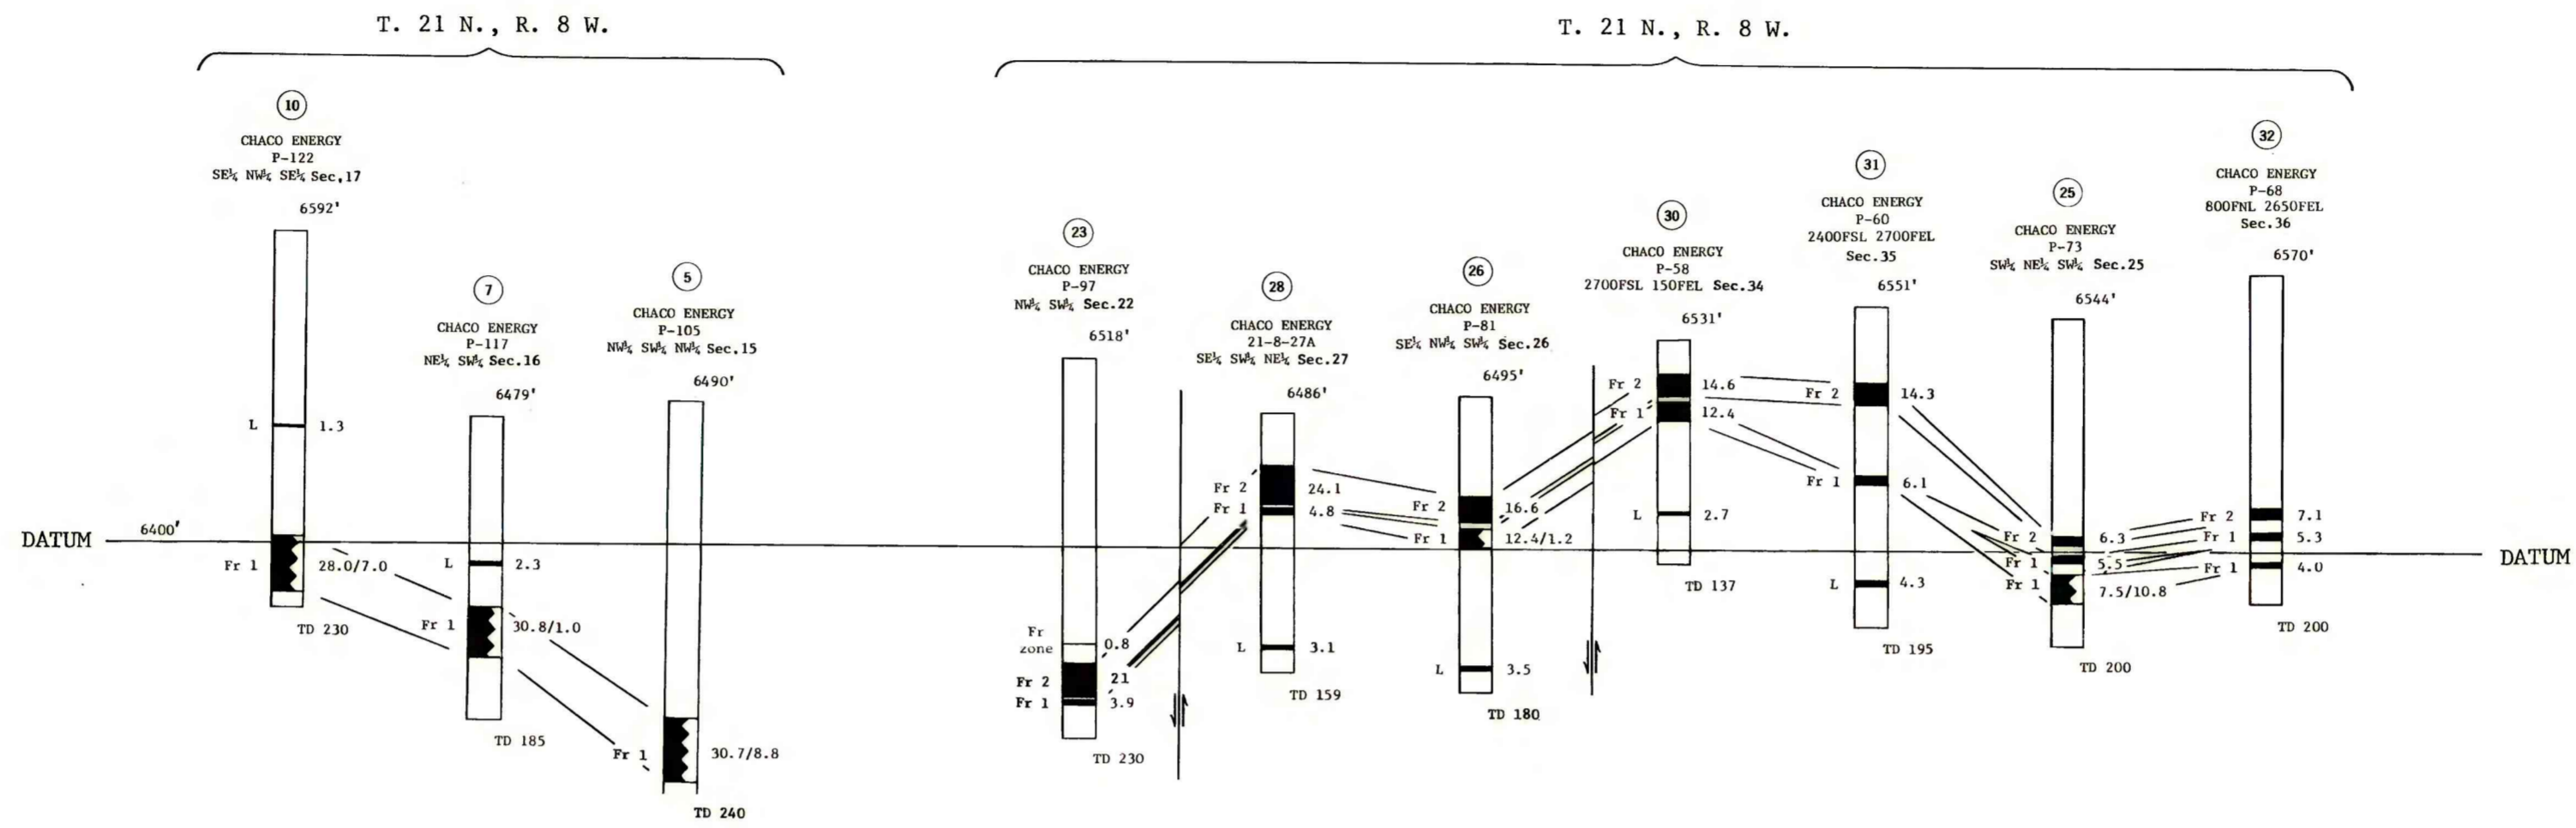 T. 21 N., R. 8 W.
T. 21 N., R. 8 W.
10
CHACO ENERGY
P-122
SE¼ NW¼ SE¼ Sec.17
6592'
L 1.3
Fr 1 28.0/7.0
TD 230
7
CHACO ENERGY
P-117
NE¼ SW¼ Sec.16
6479'
L 2.3
Fr 1 30.8/1.0
TD 185
5
CHACO ENERGY
P-105
NW¼ SW¼ NW¼ Sec.15
6490'
Fr 1 30.7/8.8
TD 240
23
CHACO ENERGY
P-97
NW¼ SW¼ Sec.22
6518'
Fr
zone 0.8
Fr 2 21
Fr 1 3.9
TD 230
28
CHACO ENERGY
21-8-27A
SE¼ SW¼ NE¼ Sec.27
6486'
Fr 2 24.1
Fr 1 4.8
L 3.1
TD 159
26
CHACO ENERGY
P-81
SE¼ NW¼ SW¼ Sec.26
6495'
Fr 2 16.6
Fr 1 12.4/1.2
L 3.5
TD 180
30
CHACO ENERGY
P-58
2700FSL 150FEL Sec.34
6531'
Fr 2 14.6
Fr 1 12.4
L 2.7
TD 137
31
CHACO ENERGY
P-60
2400FSL 2700FEL
Sec.35
6551'
Fr 2 14.3
Fr 1 6.1
L 4.3
TD 195
25
CHACO ENERGY
P-73
SW¼ NE¼ SW¼ Sec.25
6544'
Fr 2 6.3
Fr 1 5.5
Fr 1 7.5/10.8
TD 200
32
CHACO ENERGY
P-68
800FNL 2650FEL
Sec.36
6570'
Fr 2 7.1
Fr 1 5.3
Fr 1 4.0
TD 200
DATUM 6400' DATUM